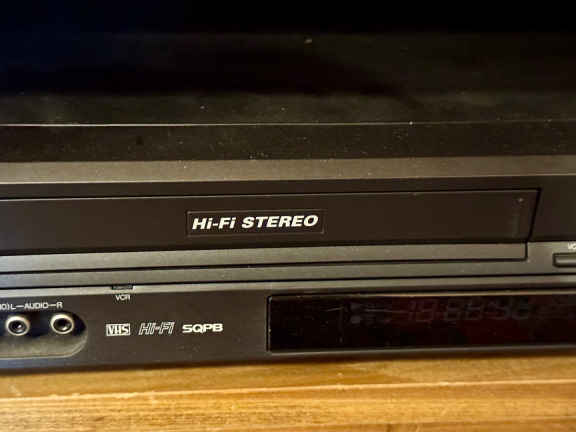 Hi-Fi STEREO
L-AUDIO-R
VCR
VHS Hi-Fi SQPB